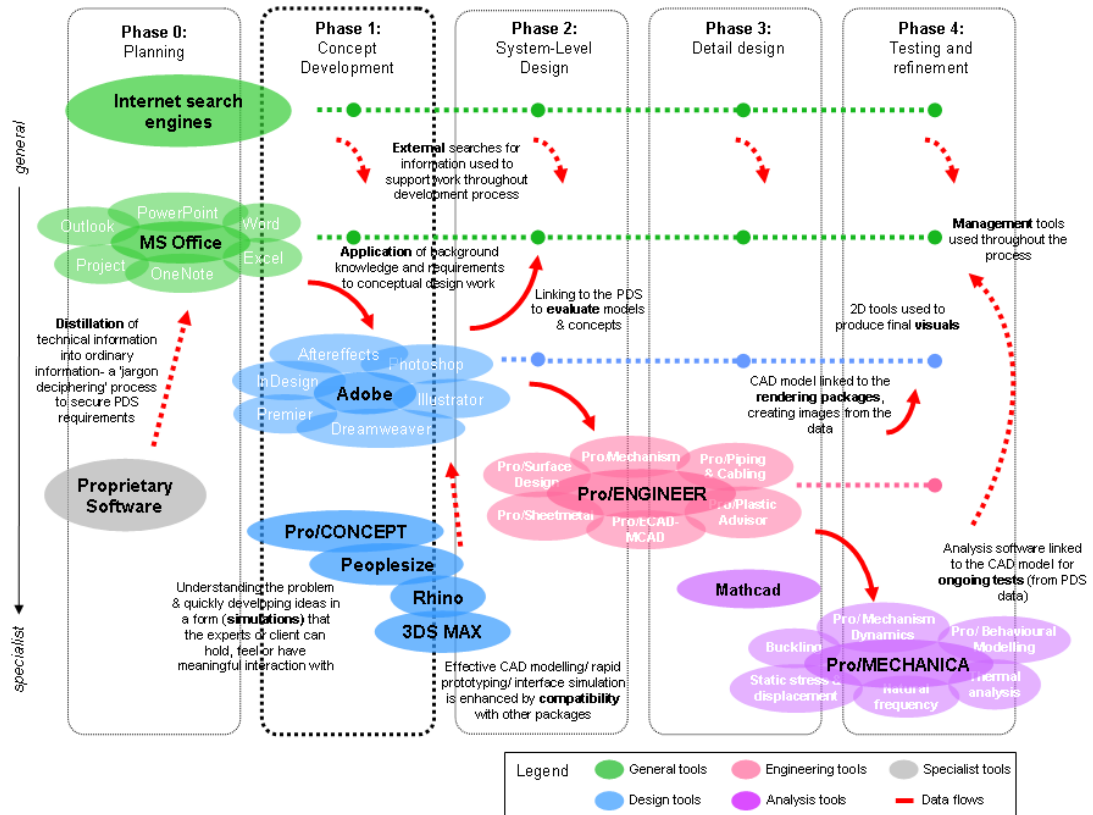 Phase 0:
Planning
Phase 1:
Concept
Development
Phase 2:
System-Level
Design
Phase 3:
Detail design
Phase 4:
Testing and
refinement
general
specialist
Internet search
engines
External searches for
information used to
support work throughout
development process
Outlook
PowerPoint
Word
MS Office
Project
OneNote
Excel
Management tools
used throughout the
process
Application of background
knowledge and requirements
to conceptual design work
Linking to the PDS
to evaluate models
& concepts
Distillation of
technical information
into ordinary
information- a 'jargon
deciphering' process
to secure PDS
requirements
2D tools used to
produce final visuals
Aftereffects
Photoshop
InDesign
Adobe
Illustrator
Premier
Dreamweaver
CAD model linked to the
rendering packages,
creating images from the
data
Proprietary
Software
Pro/Surface
Design
Pro/Mechanism
Pro/Piping
& Cabling
Pro/ENGINEER
Pro/Sheetmetal
Pro/ECAD-
MCAD
Pro/Plastic
Advisor
Pro/CONCEPT
Peoplesize
Rhino
3DS MAX
Understanding the problem
& quickly developing ideas in
a form (simulations) that
the experts or client can
hold, feel or have
meaningful interaction with
Effective CAD modelling/ rapid
prototyping/ interface simulation
is enhanced by compatibility
with other packages
Analysis software linked
to the CAD model for
ongoing tests (from PDS
data)
Mathcad
Pro/Mechanism
Dynamics
Pro/ Behavioural
Modelling
Buckling
Pro/MECHANICA
Static stress &
displacement
Natural
frequency
Thermal
analysis
Legend
General tools
Engineering tools
Specialist tools
Design tools
Analysis tools
Data flows